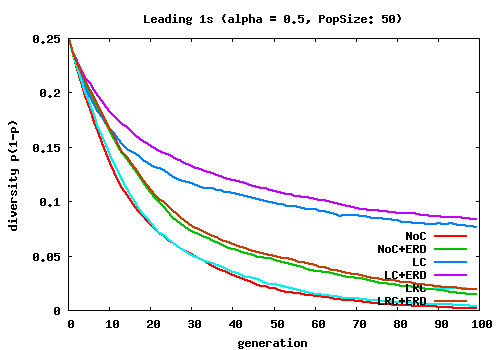 Leading 1s (alpha = 0.5, PopSize: 50)
diversity p(1-p)
0.25
0.2
0.15
0.1
0.05
0
NoC
NoC+ERD
LC
LC+ERD
LRC
LRC+ERD
0 10 20 30 40 50 60 70 80 90 100
generation